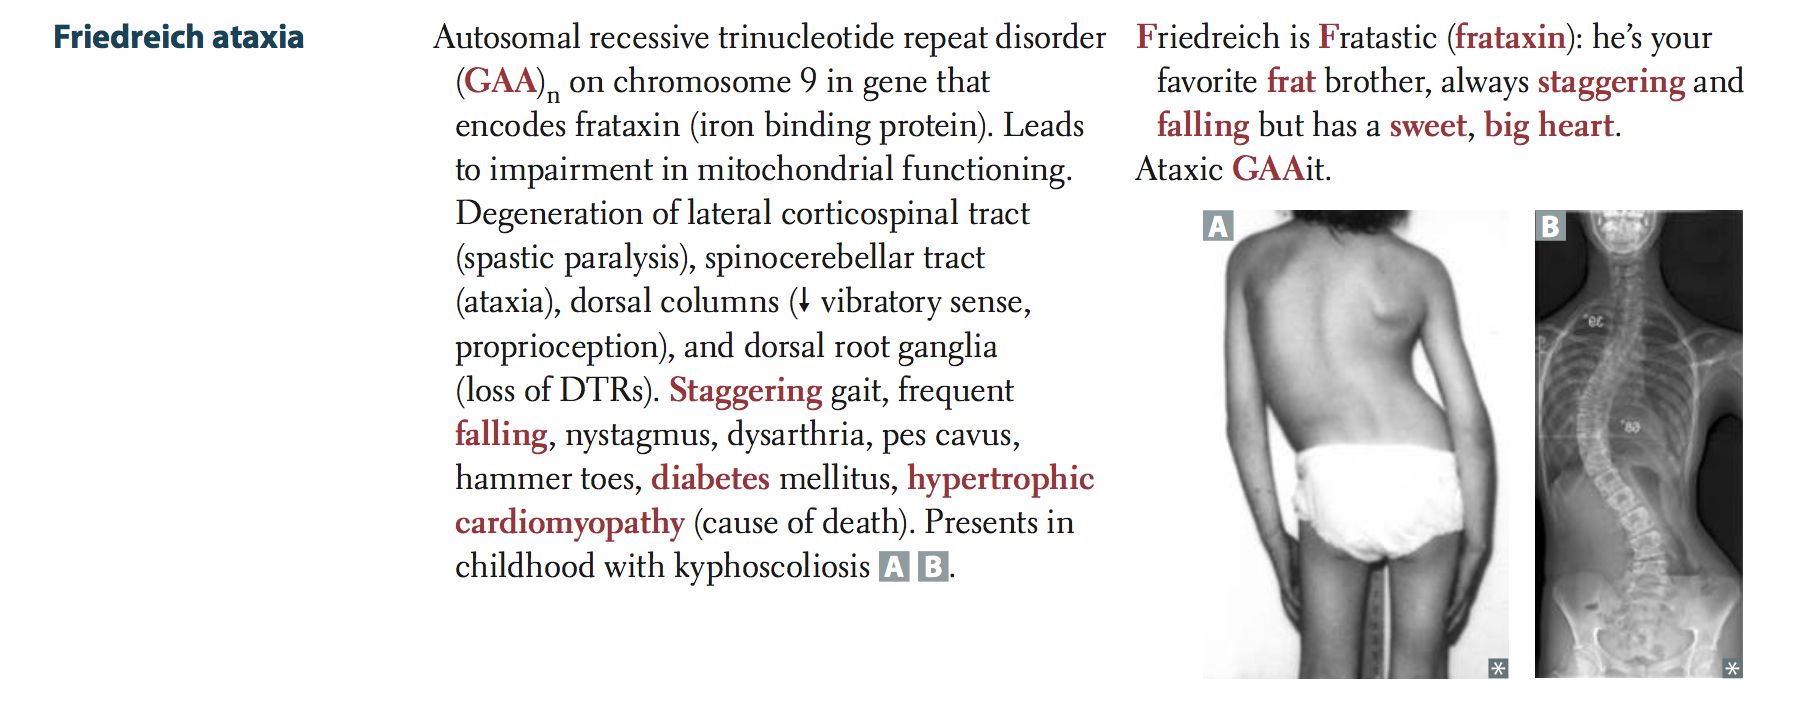 Friedreich ataxia
Autosomal recessive trinucleotide repeat disorder
(GAA)n on chromosome 9 in gene that
encodes frataxin (iron binding protein). Leads
to impairment in mitochondrial functioning.
Degeneration of lateral corticospinal tract
(spastic paralysis), spinocerebellar tract
(ataxia), dorsal columns (↓ vibratory sense,
proprioception), and dorsal root ganglia
(loss of DTRs). Staggering gait, frequent
falling, nystagmus, dysarthria, pes cavus,
hammer toes, diabetes mellitus, hypertrophic
cardiomyopathy (cause of death). Presents in
childhood with kyphoscoliosis A B.
Friedreich is Fratastic (frataxin): he’s your
favorite frat brother, always staggering and
falling but has a sweet, big heart.
Ataxic GAAit.
A
B